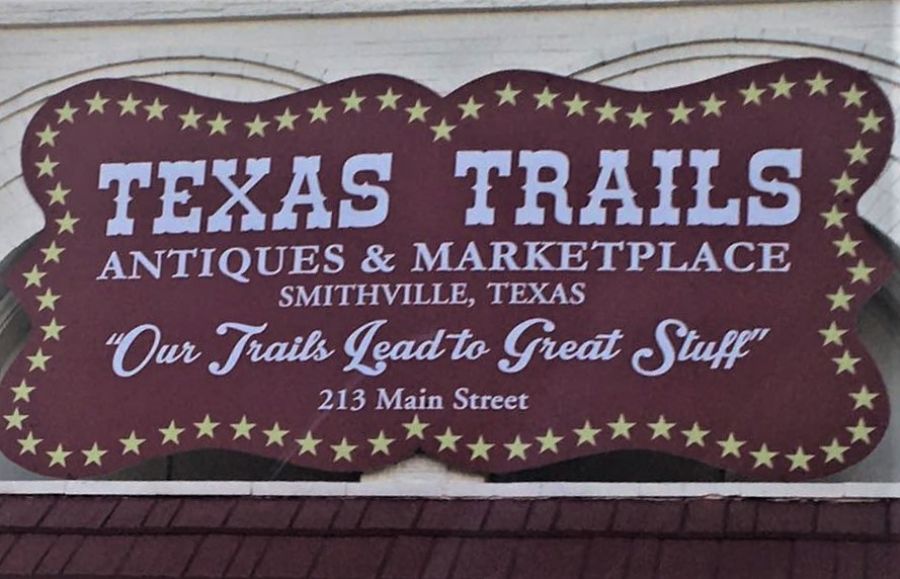 TEXAS TRAILS
ANTIQUES & MARKETPLACE
SMITHVILLE, TEXAS
"Our Trails Lead to Great Stuff"
213 Main Street